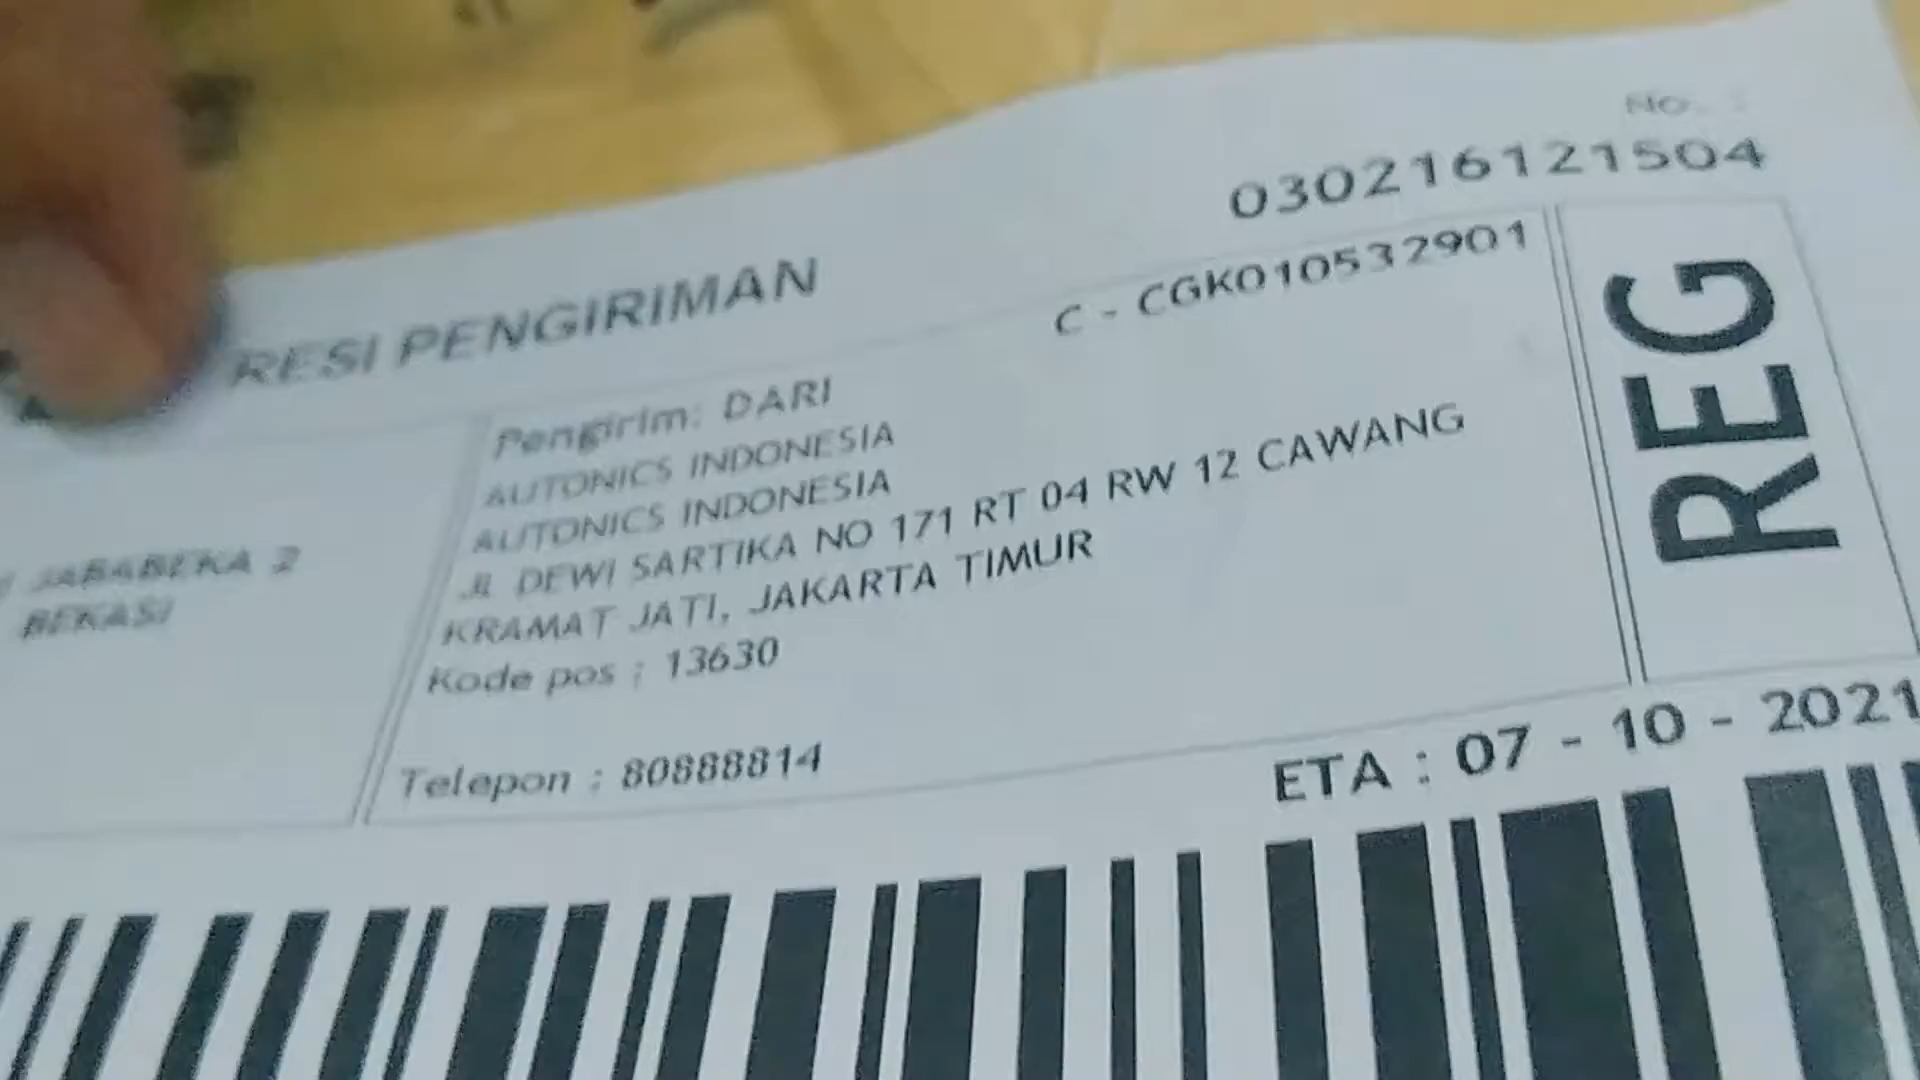 No. :
030216121504
RESI PENGIRIMAN
C - CGK010532901
REG
Pengirim: DARI
AUTONICS INDONESIA
AUTONICS INDONESIA
JL DEWI SARTIKA NO 171 RT 04 RW 12 CAWANG
KRAMAT JATI, JAKARTA TIMUR
Kode pos : 13630
Telepon : 80888814
JABABEKA 2
BEKASI
ETA : 07 - 10 - 2021